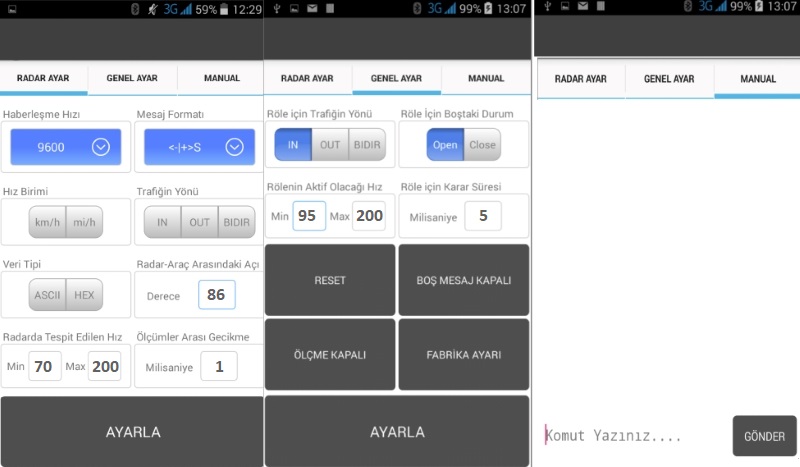 3G 59% 12:29
RADAR AYAR GENEL AYAR MANUAL
Haberleşme Hızı Mesaj Formatı
9600 <-|+>S
Hız Birimi Trafiğin Yönü
km/h mi/h IN OUT BIDIR
Veri Tipi Radar-Araç Arasındaki Açı
ASCII HEX Derece 86
Radarda Tespit Edilen Hız Ölçümler Arası Gecikme
Min 70 Max 200 Milisaniye 1
AYARLA
3G 99% 13:07
RADAR AYAR GENEL AYAR MANUAL
Röle için Trafiğin Yönü Röle İçin Boştaki Durum
IN OUT BIDIR Open Close
Rölenin Aktif Olacağı Hız Röle için Karar Süresi
Min 95 Max 200 Milisaniye 5
RESET BOŞ MESAJ KAPALI
ÖLÇME KAPALI FABRİKA AYARI
AYARLA
3G 99% 13:07
RADAR AYAR GENEL AYAR MANUAL
Komut Yazınız.... GÖNDER